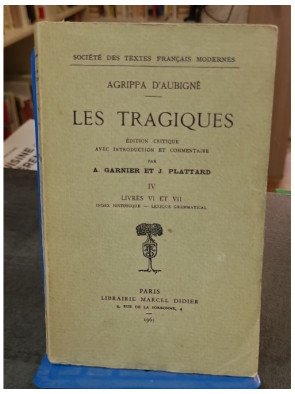 SOCIÉTÉ DES TEXTES FRANÇAIS MODERNES
AGRIPPA D'AUBIGNÉ
LES TRAGIQUES
ÉDITION CRITIQUE
AVEC INTRODUCTION ET COMMENTAIRE
PAR
A. GARNIER ET J. PLATTARD
IV
LIVRES VI ET VII
INDEX HISTORIQUE — LEXIQUE GRAMMATICAL
PARIS
LIBRAIRIE MARCEL DIDIER
4, RUE DE LA SORBONNE, 4